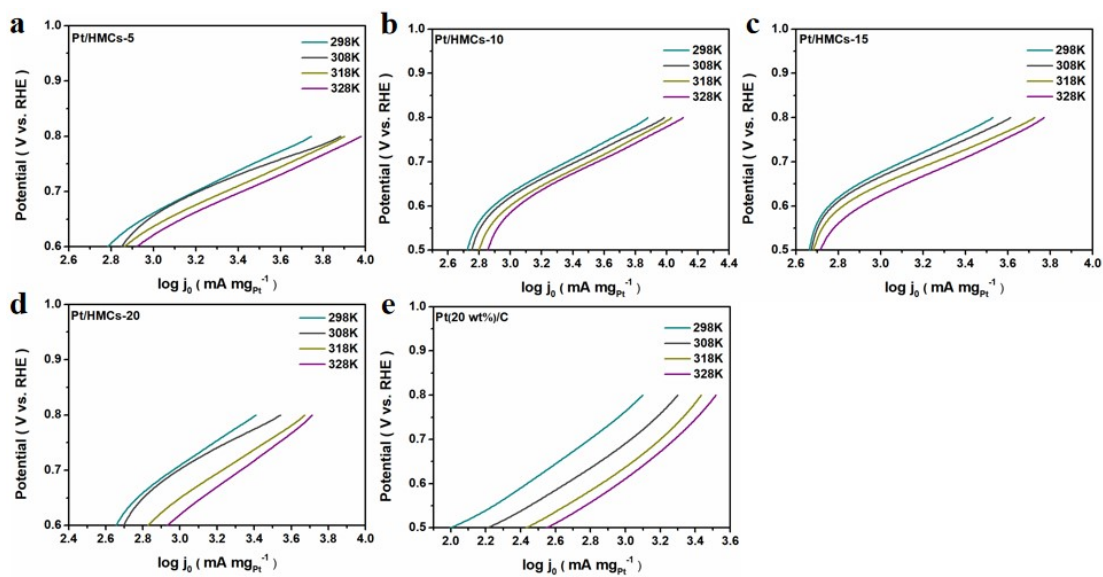 a
Pt/HMCs-5
298K
308K
318K
328K
1.0
0.9
0.8
0.7
0.6
Potential ( V vs. RHE )
2.6 2.8 3.0 3.2 3.4 3.6 3.8 4.0
log j₀ ( mA mg_Pt⁻¹ )
b
Pt/HMCs-10
298K
308K
318K
328K
1.0
0.9
0.8
0.7
0.6
0.5
Potential ( V vs. RHE )
2.4 2.6 2.8 3.0 3.2 3.4 3.6 3.8 4.0 4.2 4.4
log j₀ ( mA mg_Pt⁻¹ )
c
Pt/HMCs-15
298K
308K
318K
328K
1.0
0.9
0.8
0.7
0.6
0.5
Potential ( V vs. RHE )
2.4 2.6 2.8 3.0 3.2 3.4 3.6 3.8 4.0
log j₀ ( mA mg_Pt⁻¹ )
d
Pt/HMCs-20
298K
308K
318K
328K
1.0
0.9
0.8
0.7
0.6
Potential ( V vs. RHE )
2.4 2.6 2.8 3.0 3.2 3.4 3.6 3.8 4.0
log j₀ ( mA mg_Pt⁻¹ )
e
Pt(20 wt%)/C
298K
308K
318K
328K
1.0
0.9
0.8
0.7
0.6
0.5
Potential ( V vs. RHE )
2.0 2.2 2.4 2.6 2.8 3.0 3.2 3.4 3.6
log j₀ ( mA mg_Pt⁻¹ )